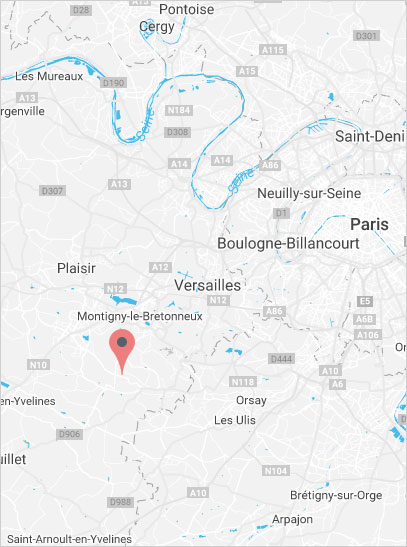 D28
Pontoise
Cergy
D301
A15
A115
Les Mureaux
D190
A13
N184
ergenville
Seine
D308
Saint-Deni
A14
A14
A86
Seine
A13
D307
Neuilly-sur-Seine
D1
Paris
Boulogne-Billancourt
Plaisir
A12
N12
Versailles
N12
E5
A86
A6B
Montigny-le-Bretonneux
A106
Or
D444
N10
A10
N118
A6
en-Yvelines
Orsay
Les Ulis
D906
uillet
N104
A10
Brétigny-sur-Orge
D988
Arpajon
Saint-Arnoult-en-Yvelines